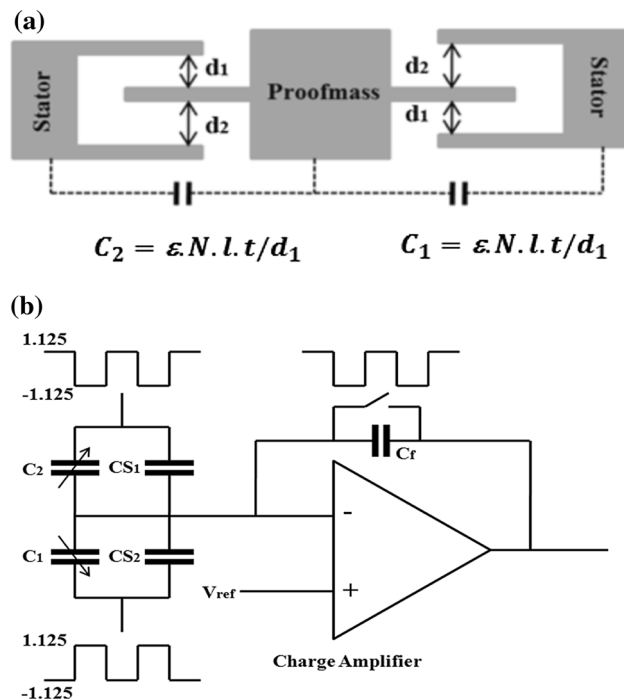 (a)
Stator
d1
d2
Proofmass
d2
d1
Stator
C2 = ε.N.l.t/d1
C1 = ε.N.l.t/d1
(b)
1.125
-1.125
C2
CS1
C1
CS2
1.125
-1.125
Cf
-
+
Vref
Charge Amplifier